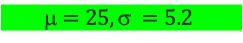 μ = 25, σ = 5.2